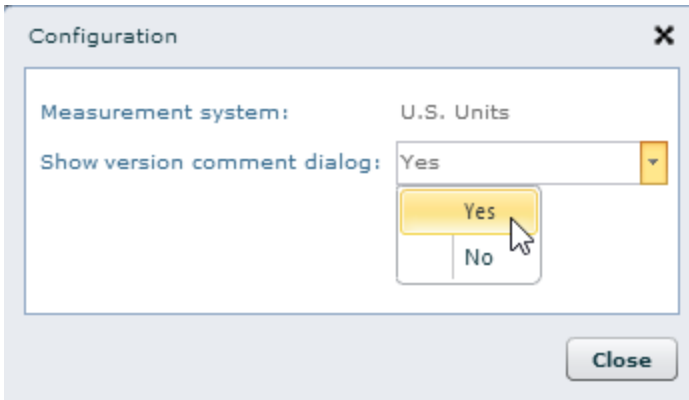 Configuration
Measurement system: U.S. Units
Show version comment dialog: Yes
Yes
No
Close